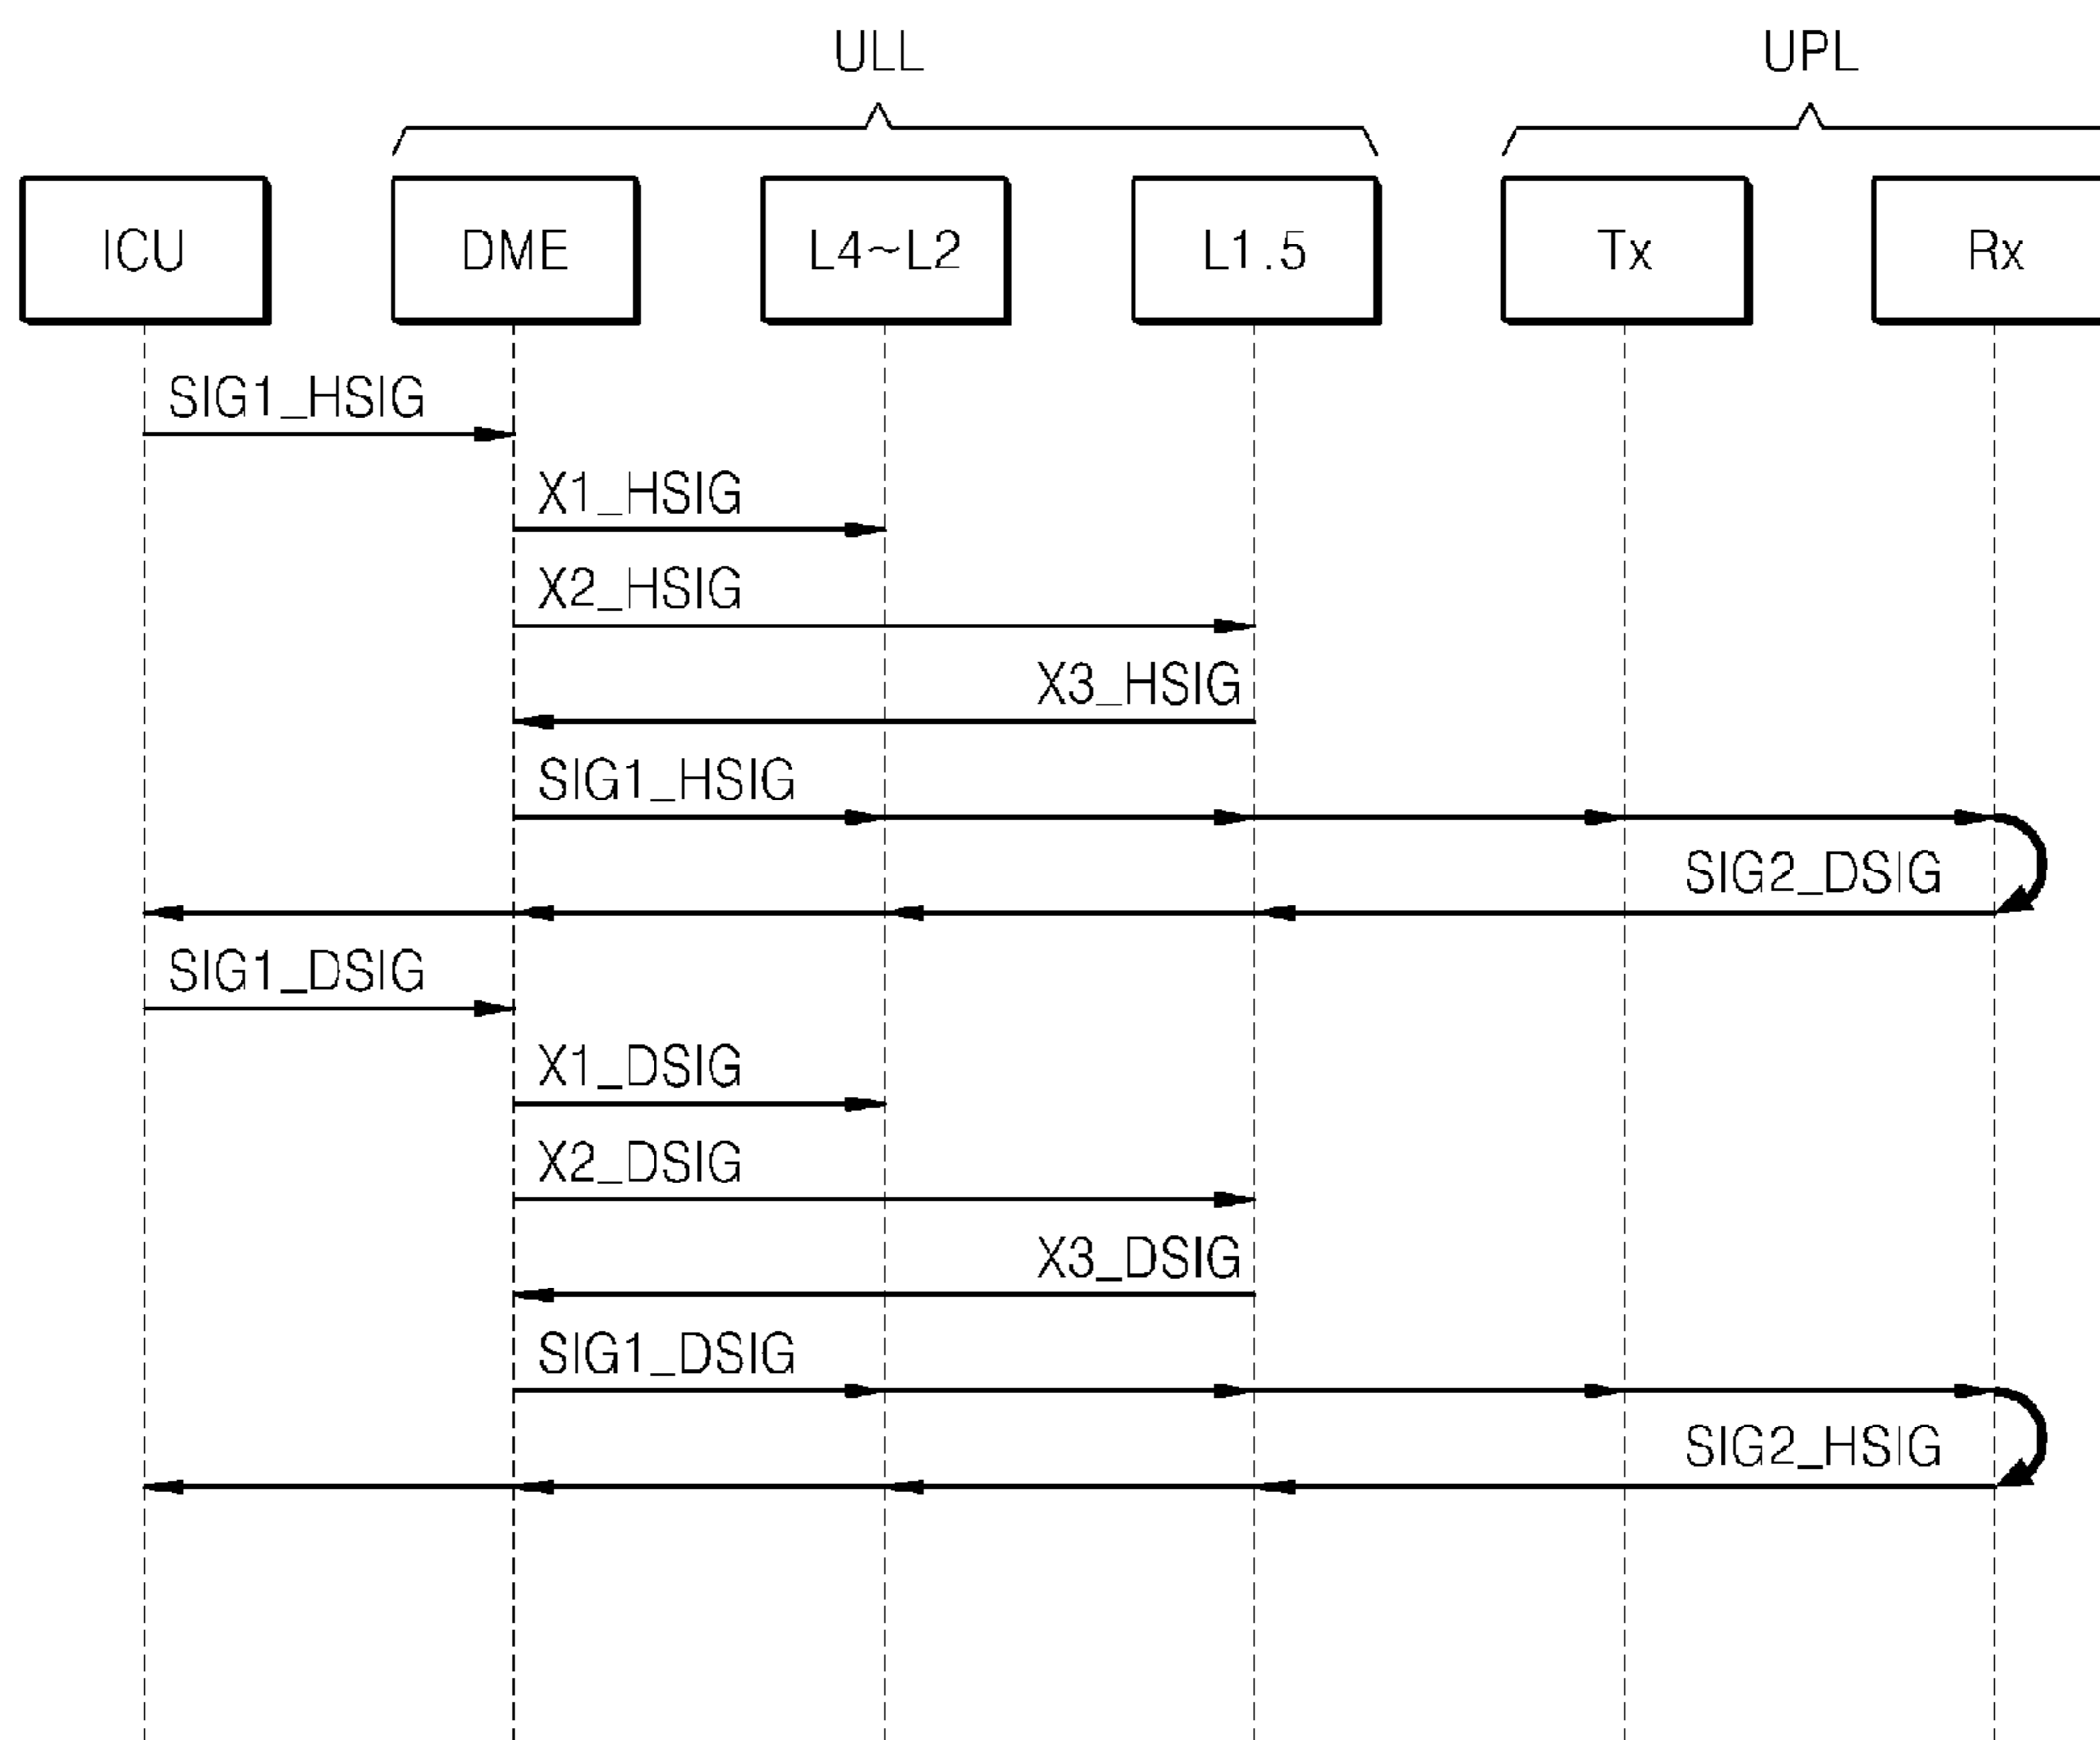 ULL UPL
ICU DME L4~L2 L1.5 Tx Rx
SIG1_HSIG
X1_HSIG
X2_HSIG
X3_HSIG
SIG1_HSIG
SIG2_DSIG
SIG1_DSIG
X1_DSIG
X2_DSIG
X3_DSIG
SIG1_DSIG
SIG2_HSIG